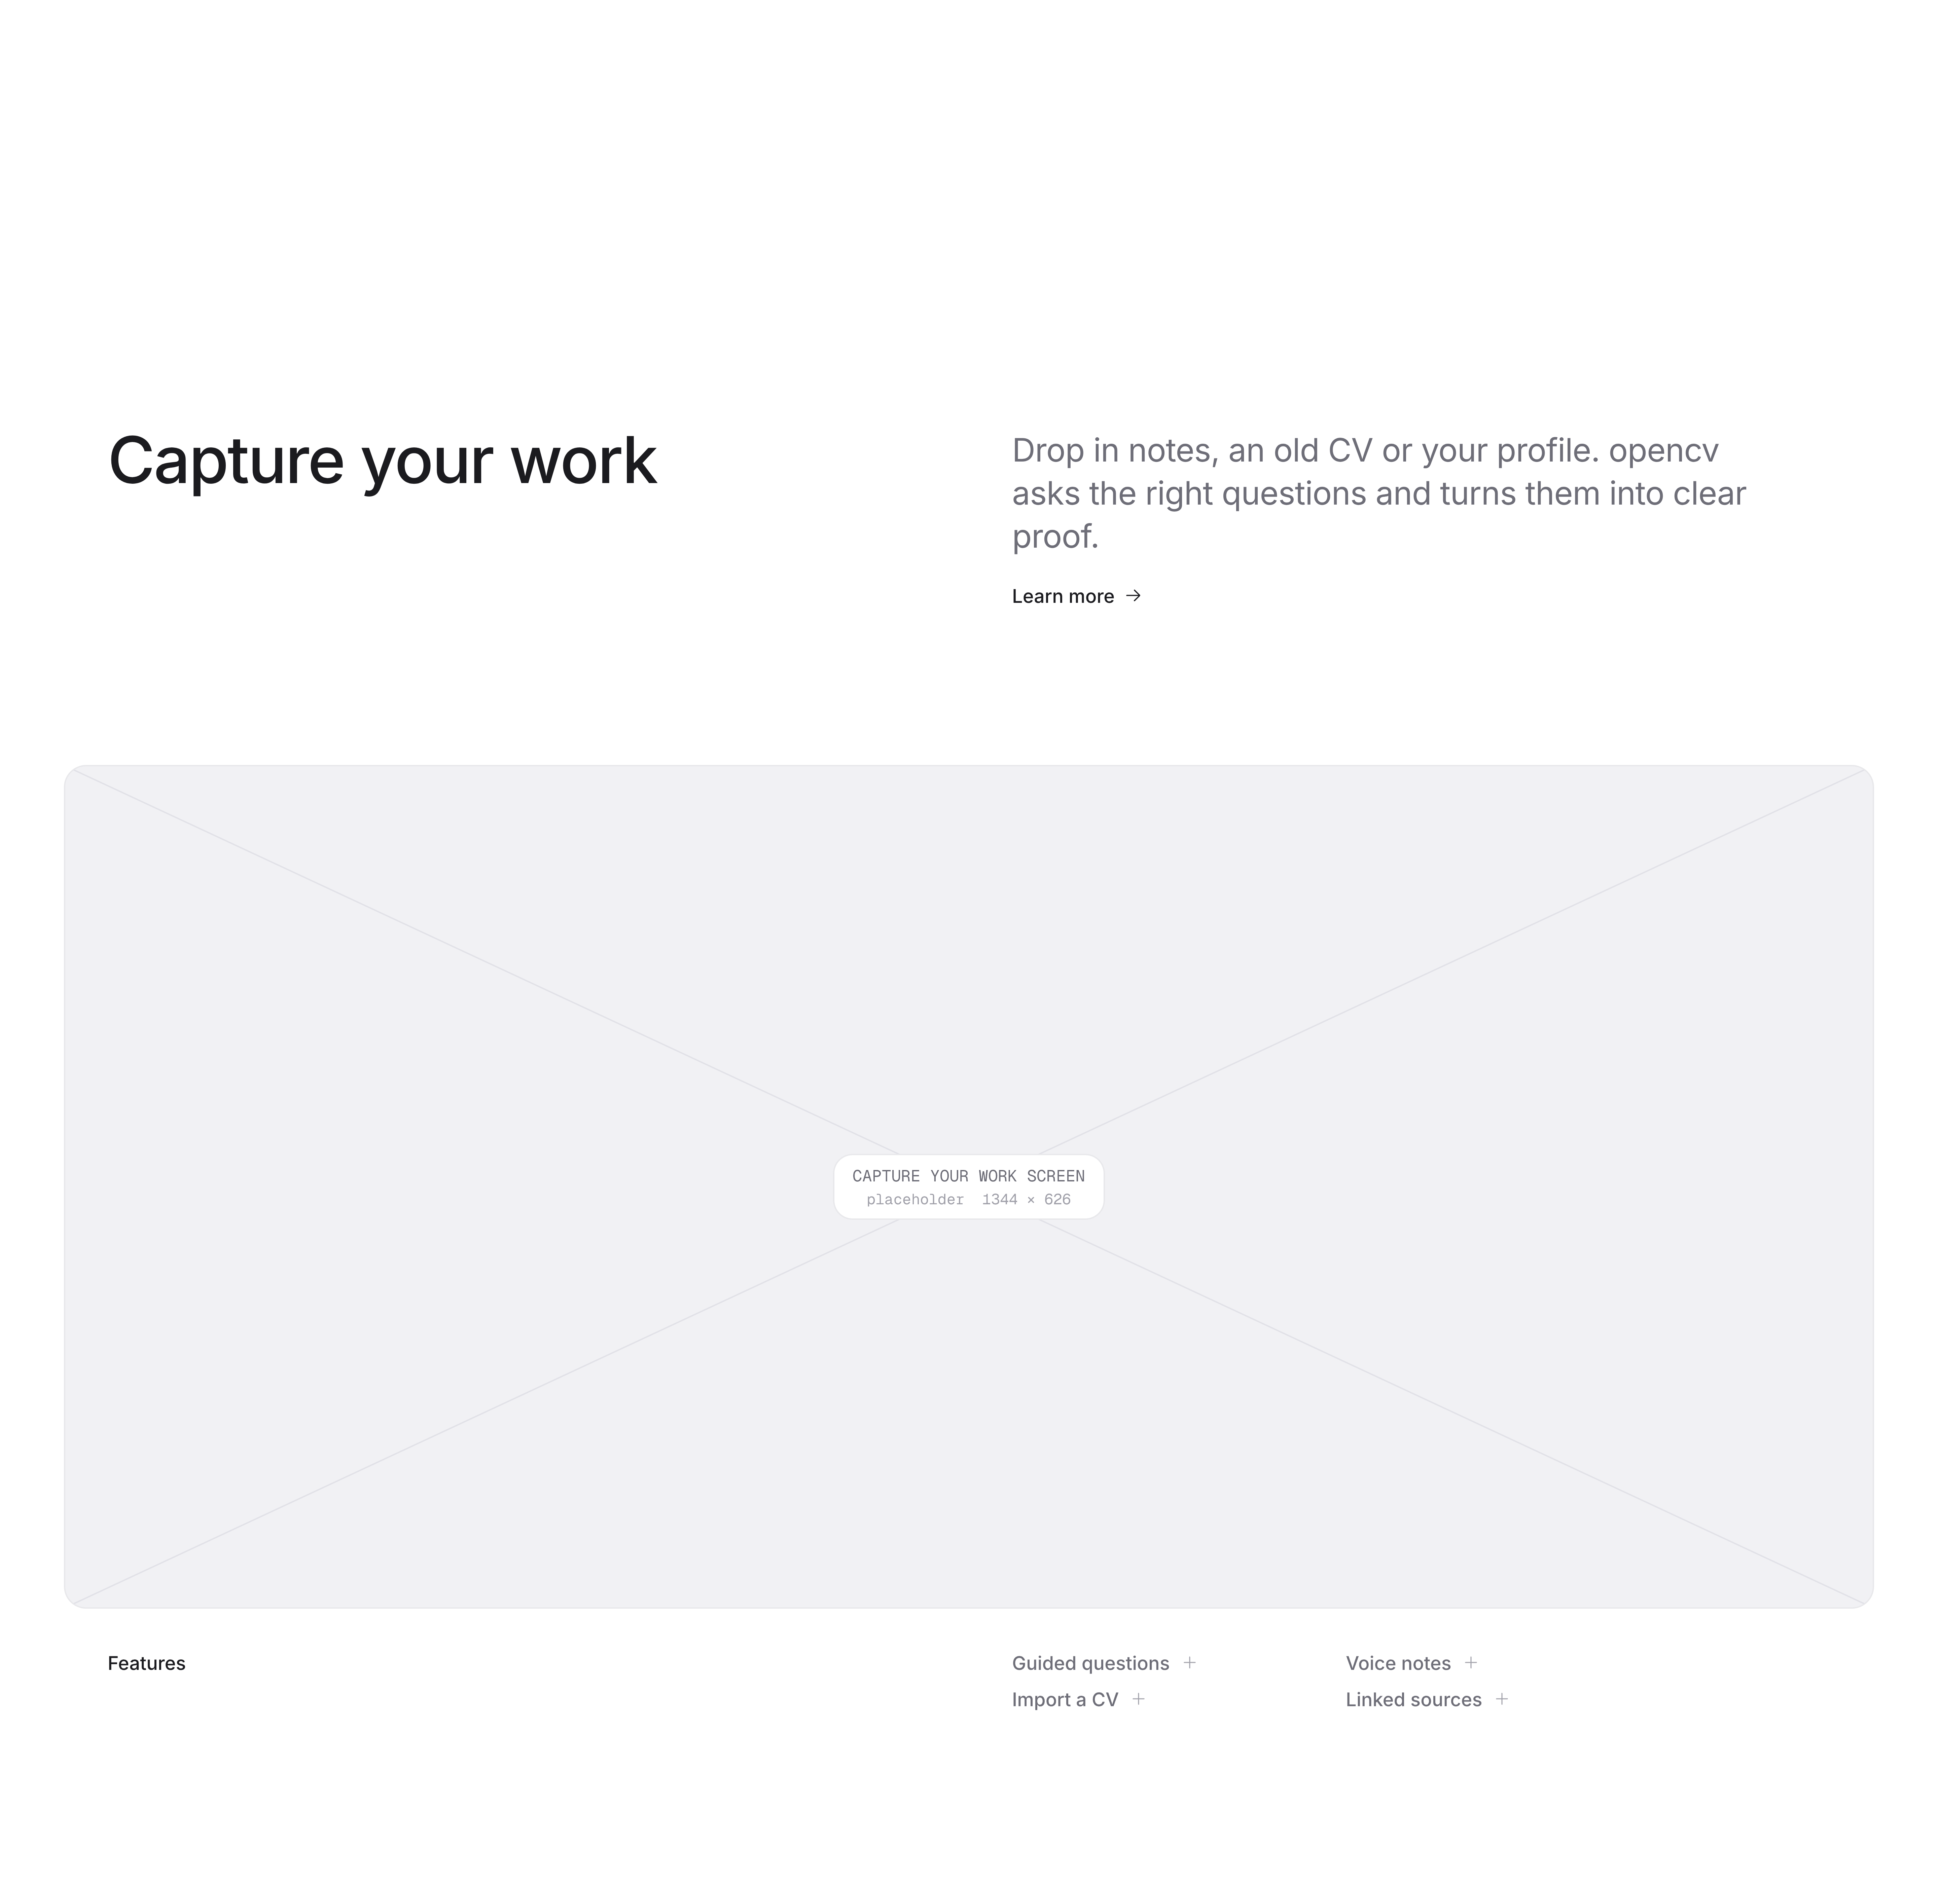 Capture your work
Drop in notes, an old CV or your profile. opencv
asks the right questions and turns them into clear
proof.
Learn more →
CAPTURE YOUR WORK SCREEN
placeholder 1344 × 626
Features
Guided questions +
Voice notes +
Import a CV +
Linked sources +